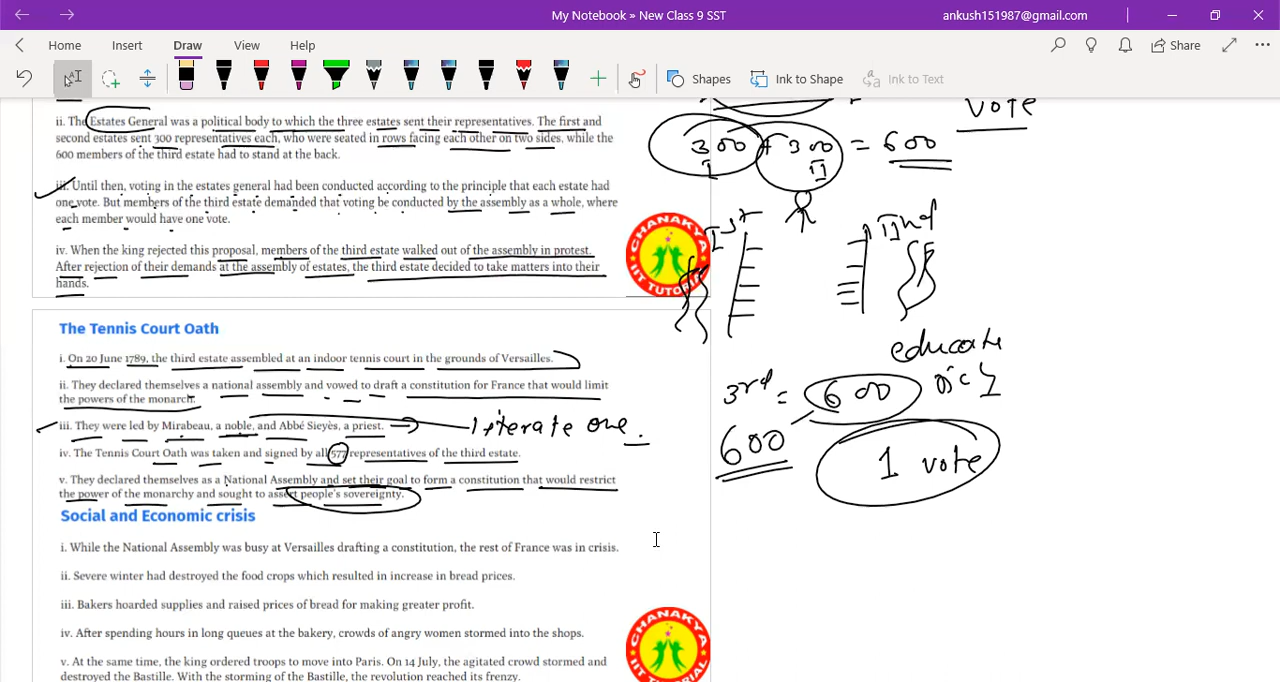 My Notebook » New Class 9 SST
ankush151987@gmail.com
Home Insert Draw View Help
Share
Shapes
Ink to Shape
Ink to Text
ii. The Estates General was a political body to which the three estates sent their representatives. The first and
second estates sent 300 representatives each, who were seated in rows facing each other on two sides, while the
600 members of the third estate had to stand at the back.
iii. Until then, voting in the estates general had been conducted according to the principle that each estate had
one vote. But members of the third estate demanded that voting be conducted by the assembly as a whole, where
each member would have one vote.
iv. When the king rejected this proposal, members of the third estate walked out of the assembly in protest.
After rejection of their demands at the assembly of estates, the third estate decided to take matters into their
hands.
CHANAKYA
IIT TUTORIAL
The Tennis Court Oath
i. On 20 June 1789, the third estate assembled at an indoor tennis court in the grounds of Versailles.
ii. They declared themselves a national assembly and vowed to draft a constitution for France that would limit
the powers of the monarch.
iii. They were led by Mirabeau, a noble, and Abbé Sieyès, a priest.
literate one.
iv. The Tennis Court Oath was taken and signed by all 577 representatives of the third estate.
v. They declared themselves as a National Assembly and set their goal to form a constitution that would restrict
the power of the monarchy and sought to assert people's sovereignty.
Social and Economic crisis
i. While the National Assembly was busy at Versailles drafting a constitution, the rest of France was in crisis.
ii. Severe winter had destroyed the food crops which resulted in increase in bread prices.
iii. Bakers hoarded supplies and raised prices of bread for making greater profit.
iv. After spending hours in long queues at the bakery, crowds of angry women stormed into the shops.
v. At the same time, the king ordered troops to move into Paris. On 14 July, the agitated crowd stormed and
destroyed the Bastille. With the storming of the Bastille, the revolution reached its frenzy.
CHANAKYA
IIT TUTORIAL
vote
300 + 300 = 600
I II
Ist IInd
educate
3rd = 600
600
1 vote